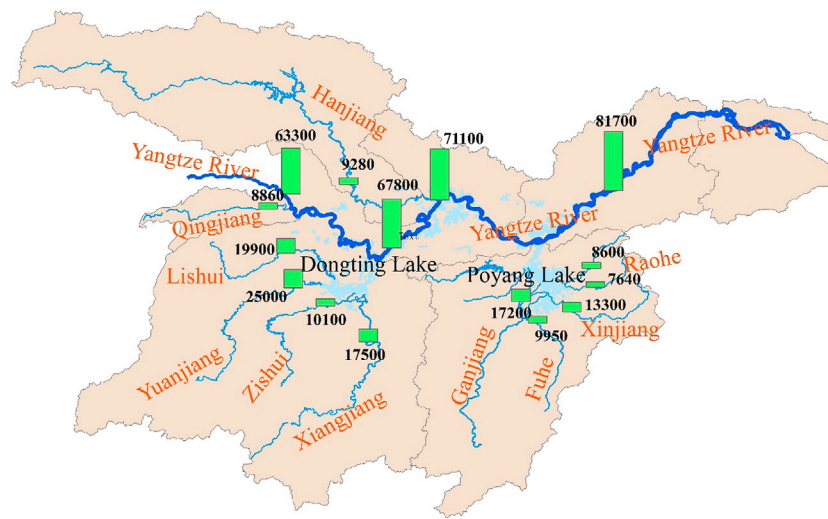 Hanjiang
81700
63300
71100
Yangtze River
Yangtze River
9280
67800
8860
Qingjiang
Yangtze River
19900
8600
Raohe
Lishui
Dongting Lake
Poyang Lake
7640
25000
17200
13300
10100
9950
Xinjiang
17500
Yuanjiang
Zishui
Ganjiang
Fuhe
Xiangjiang